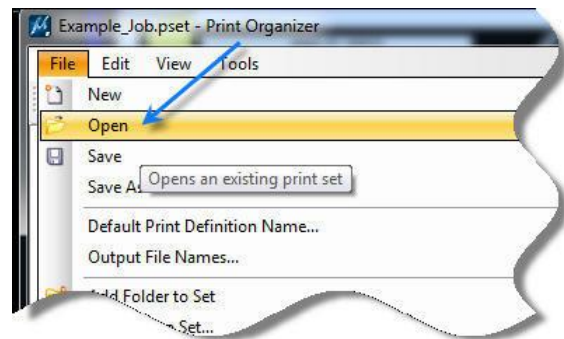 Example_Job.pset - Print Organizer
File Edit View Tools
New
Open
Save
Opens an existing print set
Save As
Default Print Definition Name...
Output File Names...
Add Folder to Set
Set...